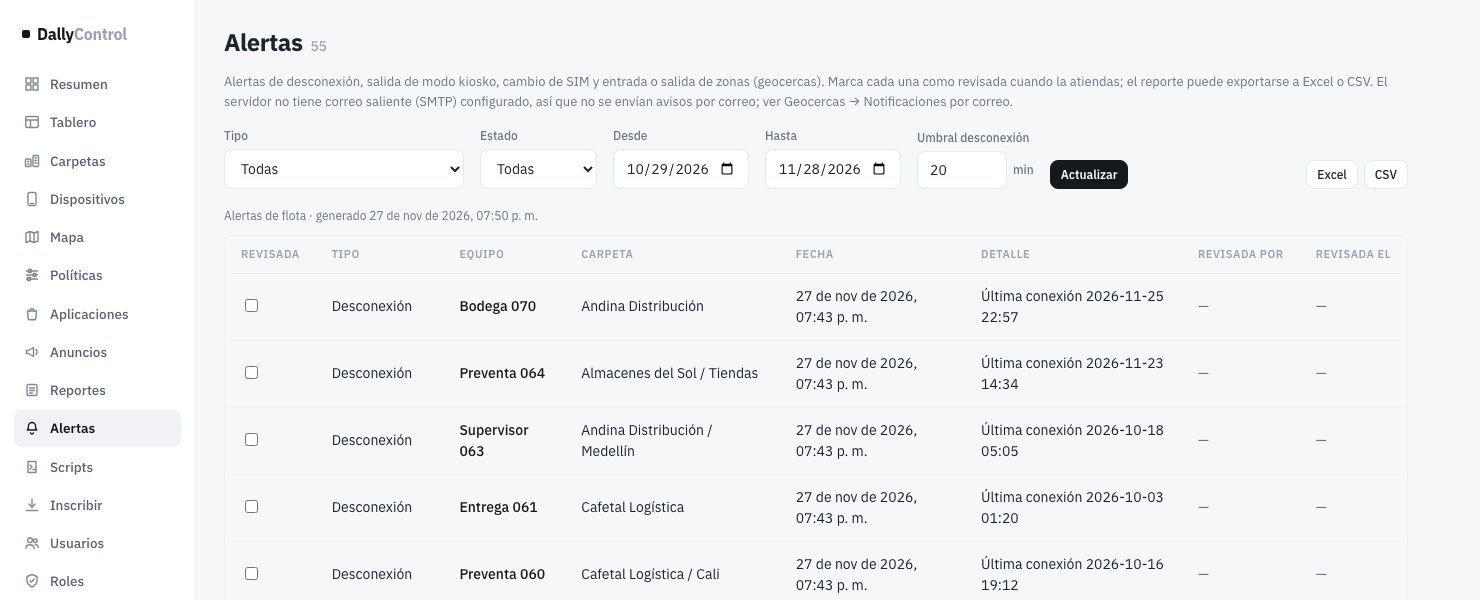 DallyControl
Resumen
Tablero
Carpetas
Dispositivos
Mapa
Políticas
Aplicaciones
Anuncios
Reportes
Alertas
Scripts
Inscribir
Usuarios
Roles
Alertas 55
Alertas de desconexión, salida de modo kiosko, cambio de SIM y entrada o salida de zonas (geocercas). Marca cada una como revisada cuando la atiendas; el reporte puede exportarse a Excel o CSV. El
servidor no tiene correo saliente (SMTP) configurado, así que no se envían avisos por correo; ver Geocercas → Notificaciones por correo.
Tipo Estado Desde Hasta Umbral desconexión
Todas Todas 10/29/2026 11/28/2026 20 min Actualizar Excel CSV
Alertas de flota · generado 27 de nov de 2026, 07:50 p. m.
REVISADA TIPO EQUIPO CARPETA FECHA DETALLE REVISADA POR REVISADA EL
Desconexión Bodega 070 Andina Distribución 27 de nov de 2026, Última conexión 2026-11-25 — —
07:43 p. m. 22:57
Desconexión Preventa 064 Almacenes del Sol / Tiendas 27 de nov de 2026, Última conexión 2026-11-23 — —
07:43 p. m. 14:34
Desconexión Supervisor Andina Distribución / 27 de nov de 2026, Última conexión 2026-10-18 — —
063 Medellín 07:43 p. m. 05:05
Desconexión Entrega 061 Cafetal Logística 27 de nov de 2026, Última conexión 2026-10-03 — —
07:43 p. m. 01:20
Desconexión Preventa 060 Cafetal Logística / Cali 27 de nov de 2026, Última conexión 2026-10-16 — —
07:43 p. m. 19:12